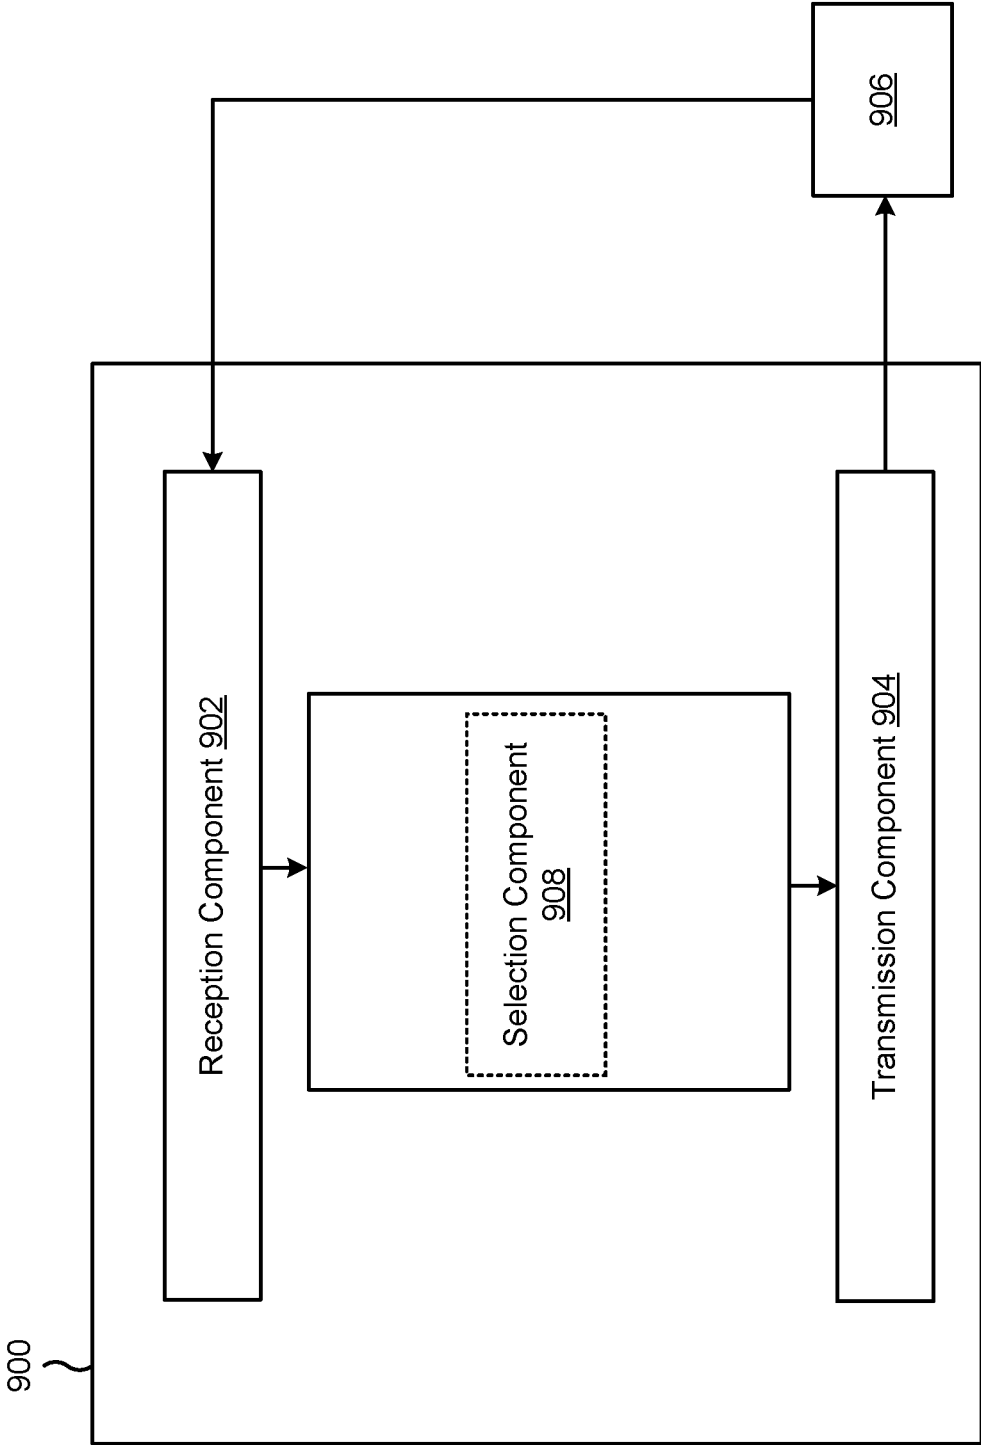 900
Reception Component 902
906
Selection Component
908
Transmission Component 904